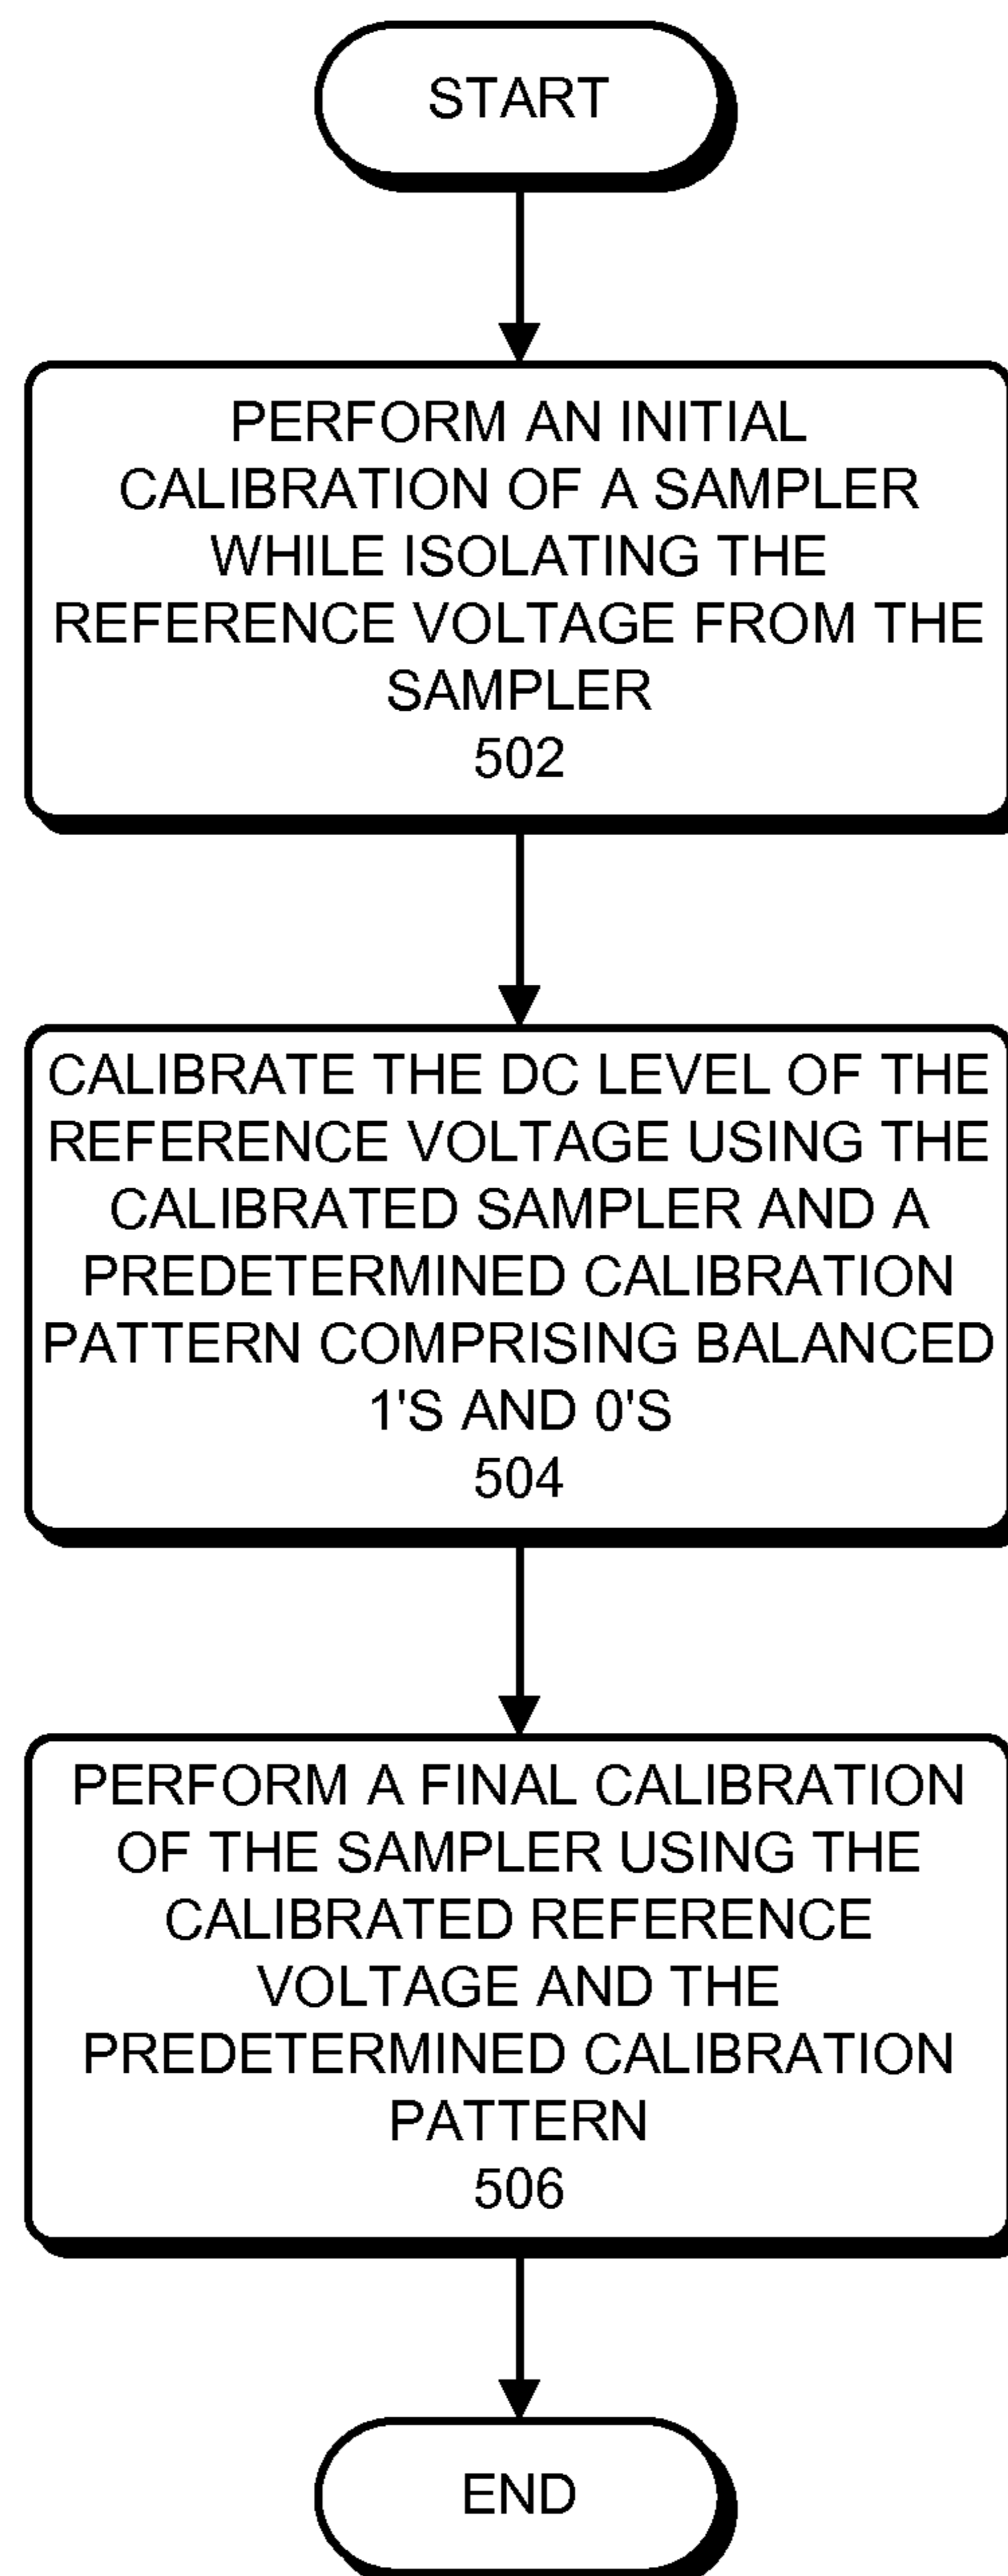 START
PERFORM AN INITIAL
CALIBRATION OF A SAMPLER
WHILE ISOLATING THE
REFERENCE VOLTAGE FROM THE
SAMPLER
502
CALIBRATE THE DC LEVEL OF THE
REFERENCE VOLTAGE USING THE
CALIBRATED SAMPLER AND A
PREDETERMINED CALIBRATION
PATTERN COMPRISING BALANCED
1'S AND 0'S
504
PERFORM A FINAL CALIBRATION
OF THE SAMPLER USING THE
CALIBRATED REFERENCE
VOLTAGE AND THE
PREDETERMINED CALIBRATION
PATTERN
506
END